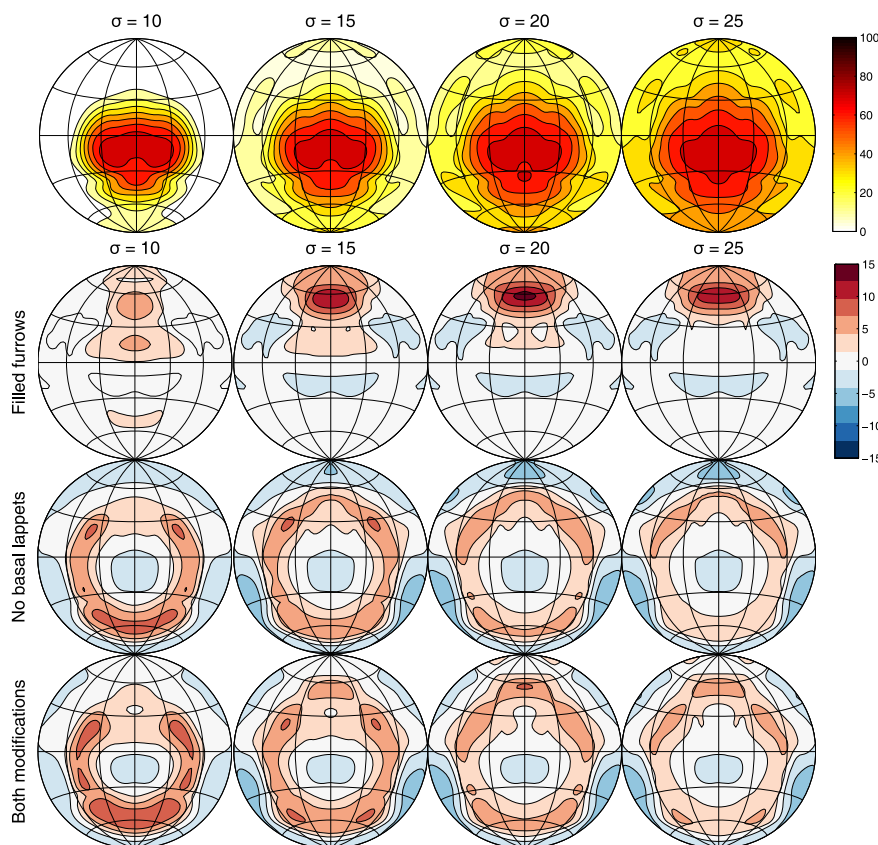 σ = 10
σ = 15
σ = 20
σ = 25
100
80
60
40
20
0
σ = 10
σ = 15
σ = 20
σ = 25
Filled furrows
15
10
5
0
−5
−10
−15
No basal lappets
Both modifications